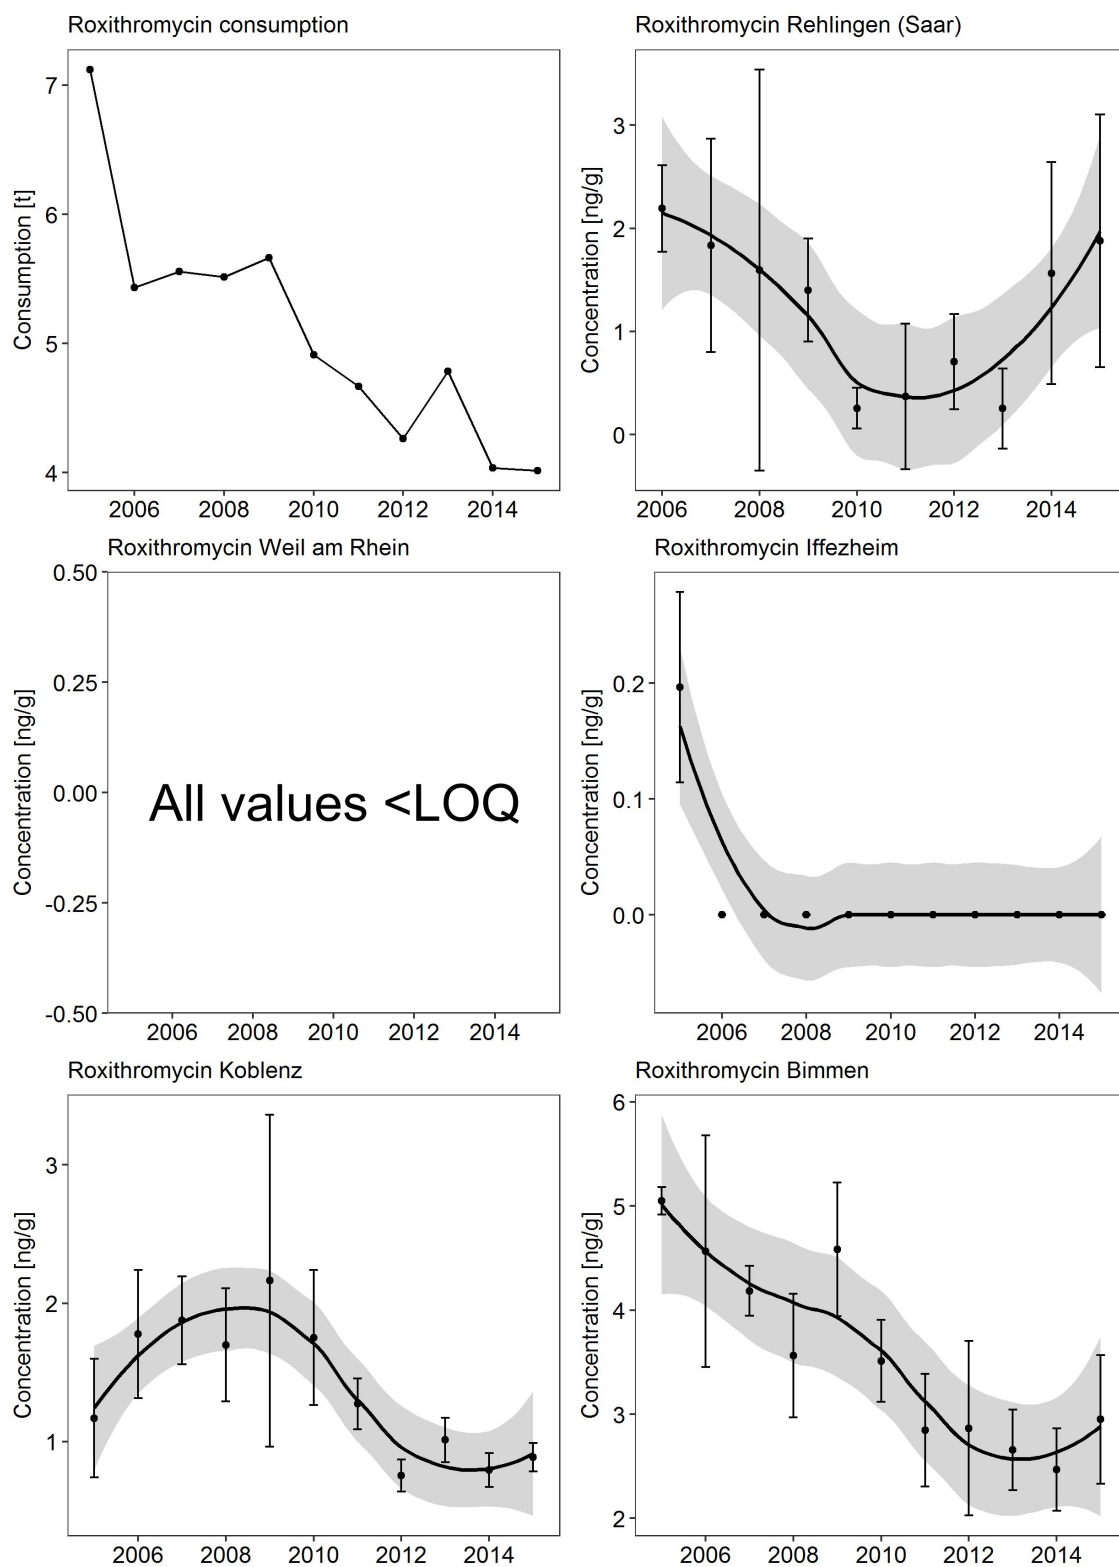 Roxithromycin consumption
Consumption [t]
7
6
5
4
2006 2008 2010 2012 2014
Roxithromycin Rehlingen (Saar)
Concentration [ng/g]
3
2
1
0
2006 2008 2010 2012 2014
Roxithromycin Weil am Rhein
Concentration [ng/g]
0.50
0.25
0.00
-0.25
-0.50
All values <LOQ
2006 2008 2010 2012 2014
Roxithromycin Iffezheim
Concentration [ng/g]
0.2
0.1
0.0
2006 2008 2010 2012 2014
Roxithromycin Koblenz
Concentration [ng/g]
3
2
1
2006 2008 2010 2012 2014
Roxithromycin Bimmen
Concentration [ng/g]
6
5
4
3
2
2006 2008 2010 2012 2014